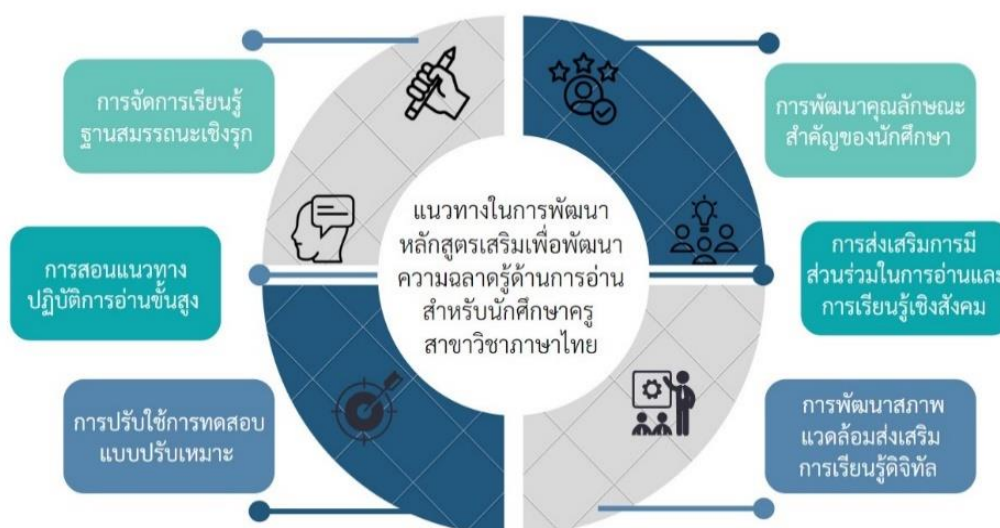 การจัดการเรียนรู้
ฐานสมรรถนะเชิงรุก
การสอนแนวทาง
ปฏิบัติการอ่านขั้นสูง
การปรับใช้การทดสอบ
แบบปรับเหมาะ
แนวทางในการพัฒนา
หลักสูตรเสริมเพื่อพัฒนา
ความฉลาดรู้ด้านการอ่าน
สำหรับนักศึกษาครู
สาขาวิชาภาษาไทย
การพัฒนาคุณลักษณะ
สำคัญของนักศึกษา
การส่งเสริมการมี
ส่วนร่วมในการอ่านและ
การเรียนรู้เชิงสังคม
การพัฒนาสภาพ
แวดล้อมส่งเสริม
การเรียนรู้ดิจิทัล